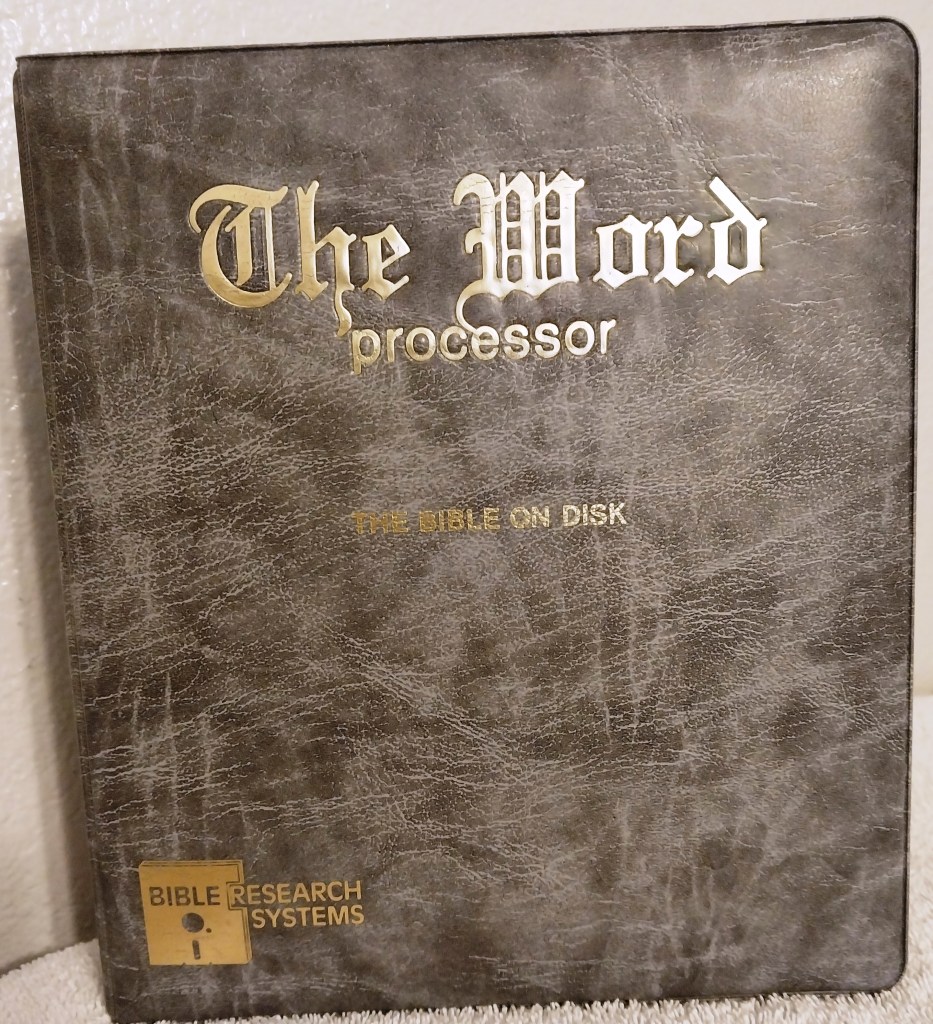 The Word
processor
THE BIBLE ON DISK
BIBLE RESEARCH
SYSTEMS